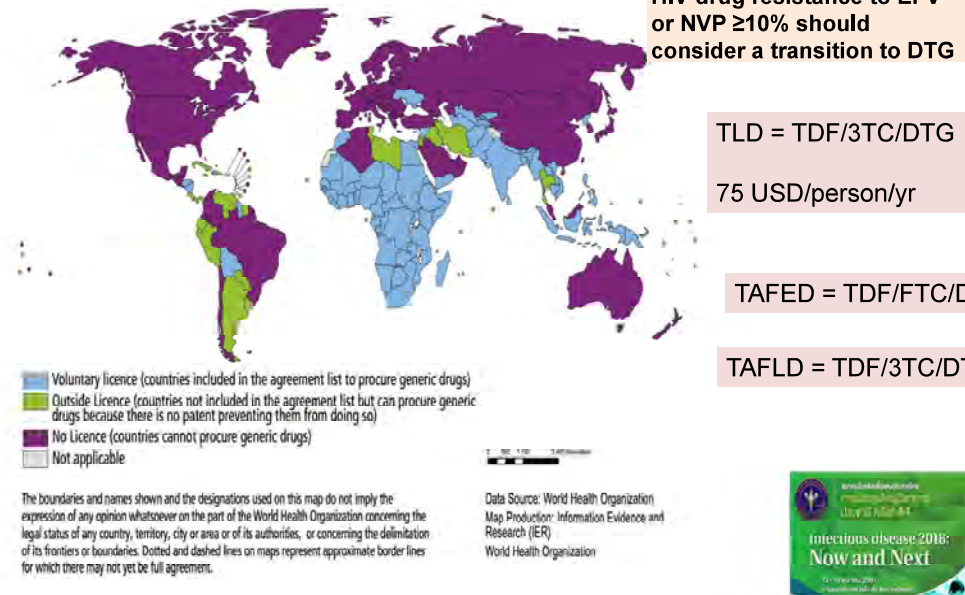 HIV drug resistance to EFV
or NVP ≥10% should
consider a transition to DTG
TLD = TDF/3TC/DTG
75 USD/person/yr
TAFED = TDF/FTC/D
TAFLD = TDF/3TC/DT
Voluntary licence (countries included in the agreement list to procure generic drugs)
Outside Licence (countries not included in the agreement list but can procure generic
drugs because there is no patent preventing them from doing so)
No Licence (countries cannot procure generic drugs)
Not applicable
The boundaries and names shown and the designations used on this map do not imply the
expression of any opinion whatsoever on the part of the World Health Organization concerning the
legal status of any country, territory, city or area or of its authorities, or concerning the delimitation
of its frontiers or boundaries. Dotted and dashed lines on maps represent approximate border lines
for which there may not yet be full agreement.
Data Source: World Health Organization
Map Production: Information Evidence and
Research (IER)
World Health Organization
Infectious disease 2018:
Now and Next